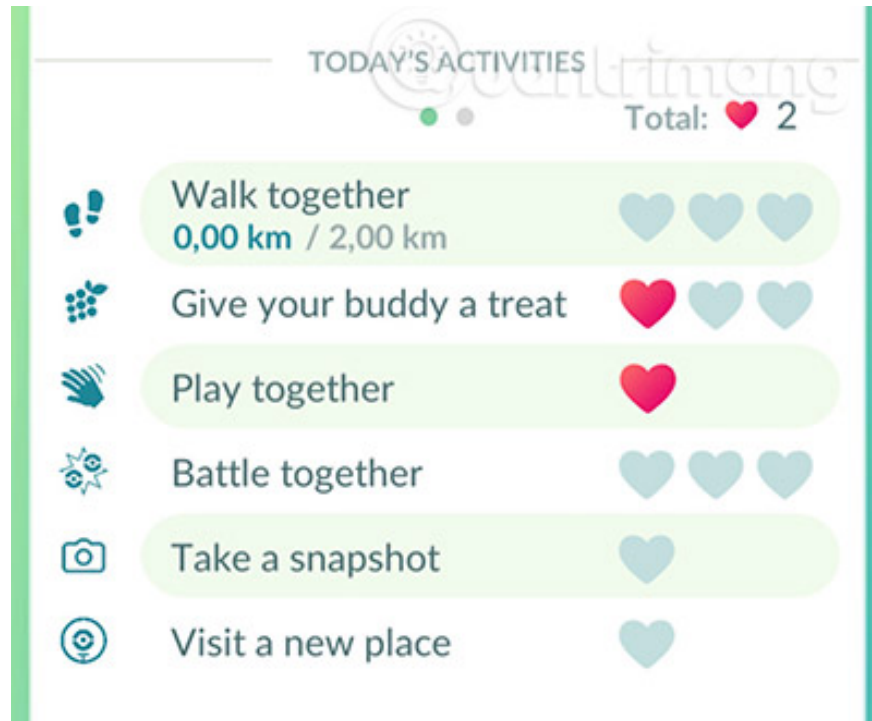 Quantrimang
TODAY'S ACTIVITIES
Total: 2
Walk together
0,00 km / 2,00 km
Give your buddy a treat
Play together
Battle together
Take a snapshot
Visit a new place